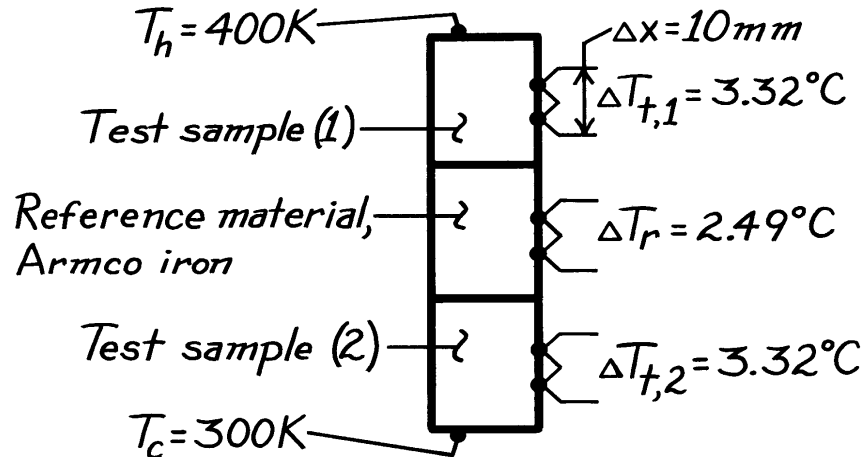 T_h = 400K
Δx = 10mm
ΔT_t,1 = 3.32°C
Test sample (1)
Reference material,
Armco iron
ΔT_r = 2.49°C
Test sample (2)
ΔT_t,2 = 3.32°C
T_c = 300K